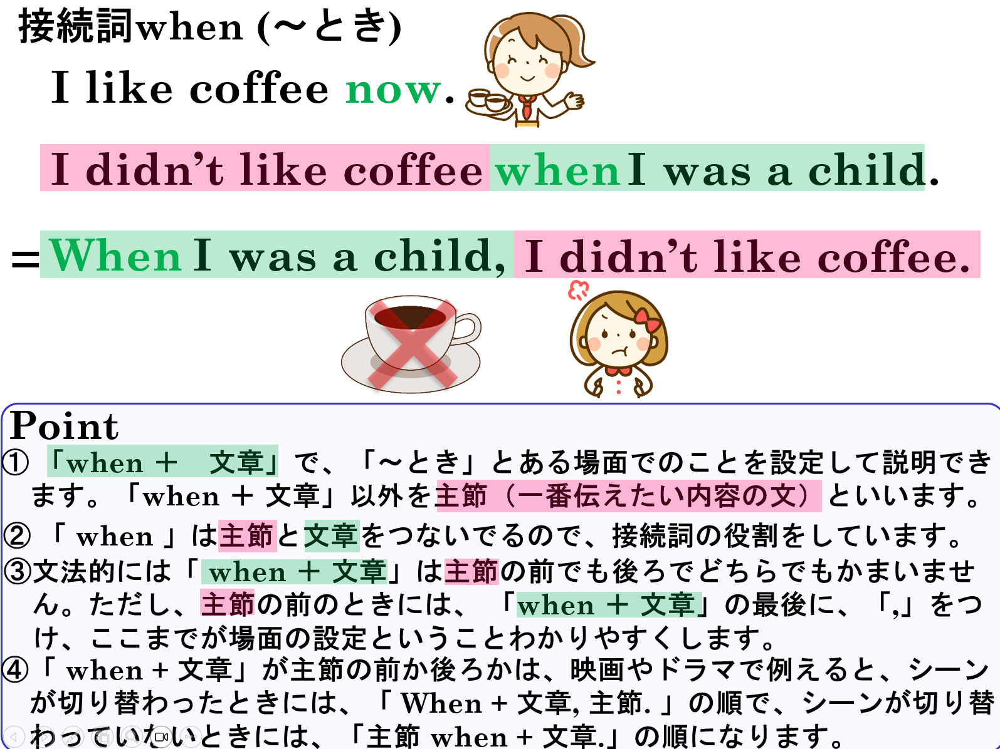 接続詞when (～とき)
I like coffee now.
I didn't like coffee when I was a child.
=When I was a child, I didn't like coffee.
Point
① 「when ＋　文章」で、「～とき」とある場面でのことを設定して説明でき
ます。「when ＋ 文章」以外を主節（一番伝えたい内容の文）といいます。
② 「 when 」は主節と文章をつないでるので、接続詞の役割をしています。
③文法的には「 when ＋ 文章」は主節の前でも後ろでどちらでもかまいませ
ん。ただし、主節の前のときには、「when ＋ 文章」の最後に、「,」をつ
け、ここまでが場面の設定ということわかりやすくします。
④「 when + 文章」が主節の前か後ろかは、映画やドラマで例えると、シーン
が切り替わったときには、「 When + 文章, 主節. 」の順で、シーンが切り替
わっていないときには、「主節 when + 文章.」の順になります。